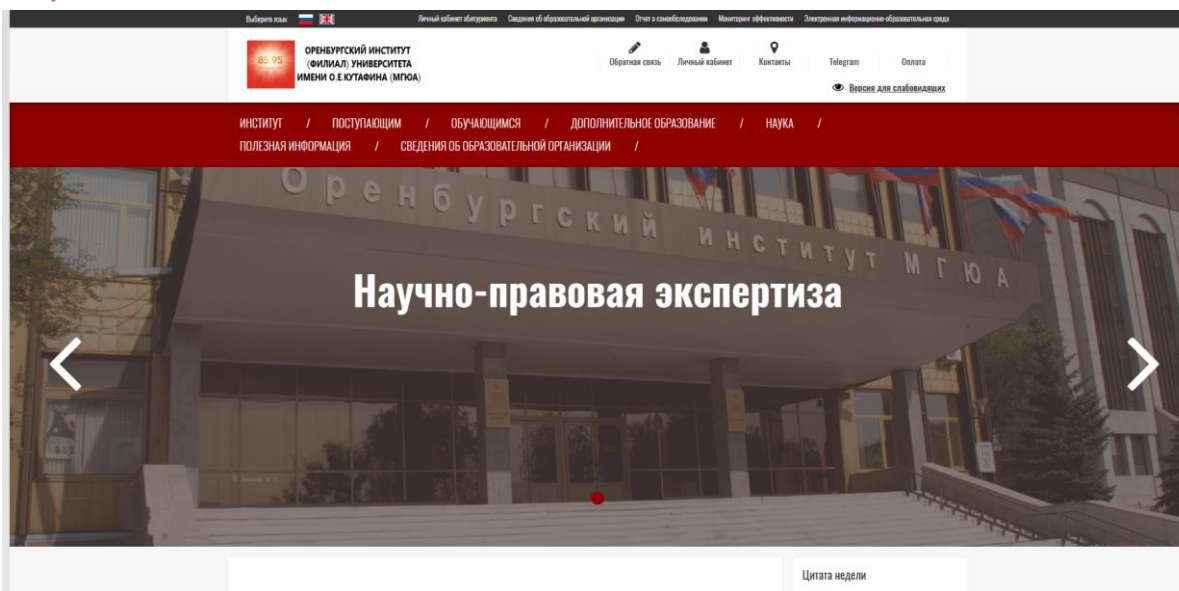 Выберите язык
Личный кабинет абитуриента Сведения об образовательной организации Отчет о самообследовании Мониторинг эффективности Электронная информационно-образовательная среда
85 95
ОРЕНБУРГСКИЙ ИНСТИТУТ
(ФИЛИАЛ) УНИВЕРСИТЕТА
ИМЕНИ О.Е.КУТАФИНА (МГЮА)
Обратная связь Личный кабинет Контакты Telegram Оплата
Версия для слабовидящих
ИНСТИТУТ / ПОСТУПАЮЩИМ / ОБУЧАЮЩИМСЯ / ДОПОЛНИТЕЛЬНОЕ ОБРАЗОВАНИЕ / НАУКА /
ПОЛЕЗНАЯ ИНФОРМАЦИЯ / СВЕДЕНИЯ ОБ ОБРАЗОВАТЕЛЬНОЙ ОРГАНИЗАЦИИ /
Оренбургский институт МГЮА
Научно-правовая экспертиза
Цитата недели